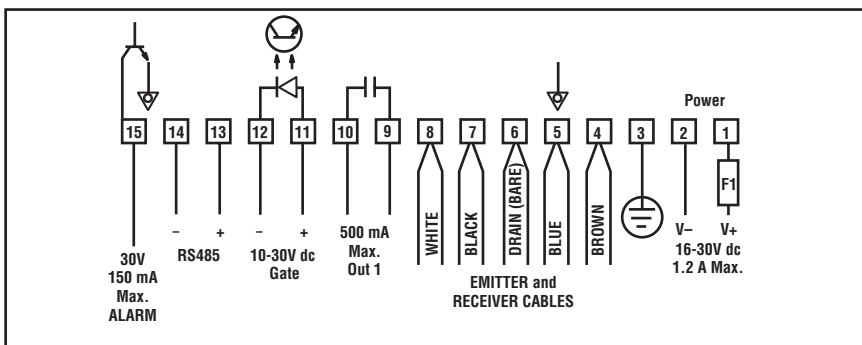 Power
15 14 13 12 11 10 9 8 7 6 5 4 3 2 1
F1
WHITE
BLACK
DRAIN (BARE)
BLUE
BROWN
– + – + V– V+
30V
150 mA
Max.
ALARM
RS485
10-30V dc
Gate
500 mA
Max.
Out 1
EMITTER and
RECEIVER CABLES
16-30V dc
1.2 A Max.